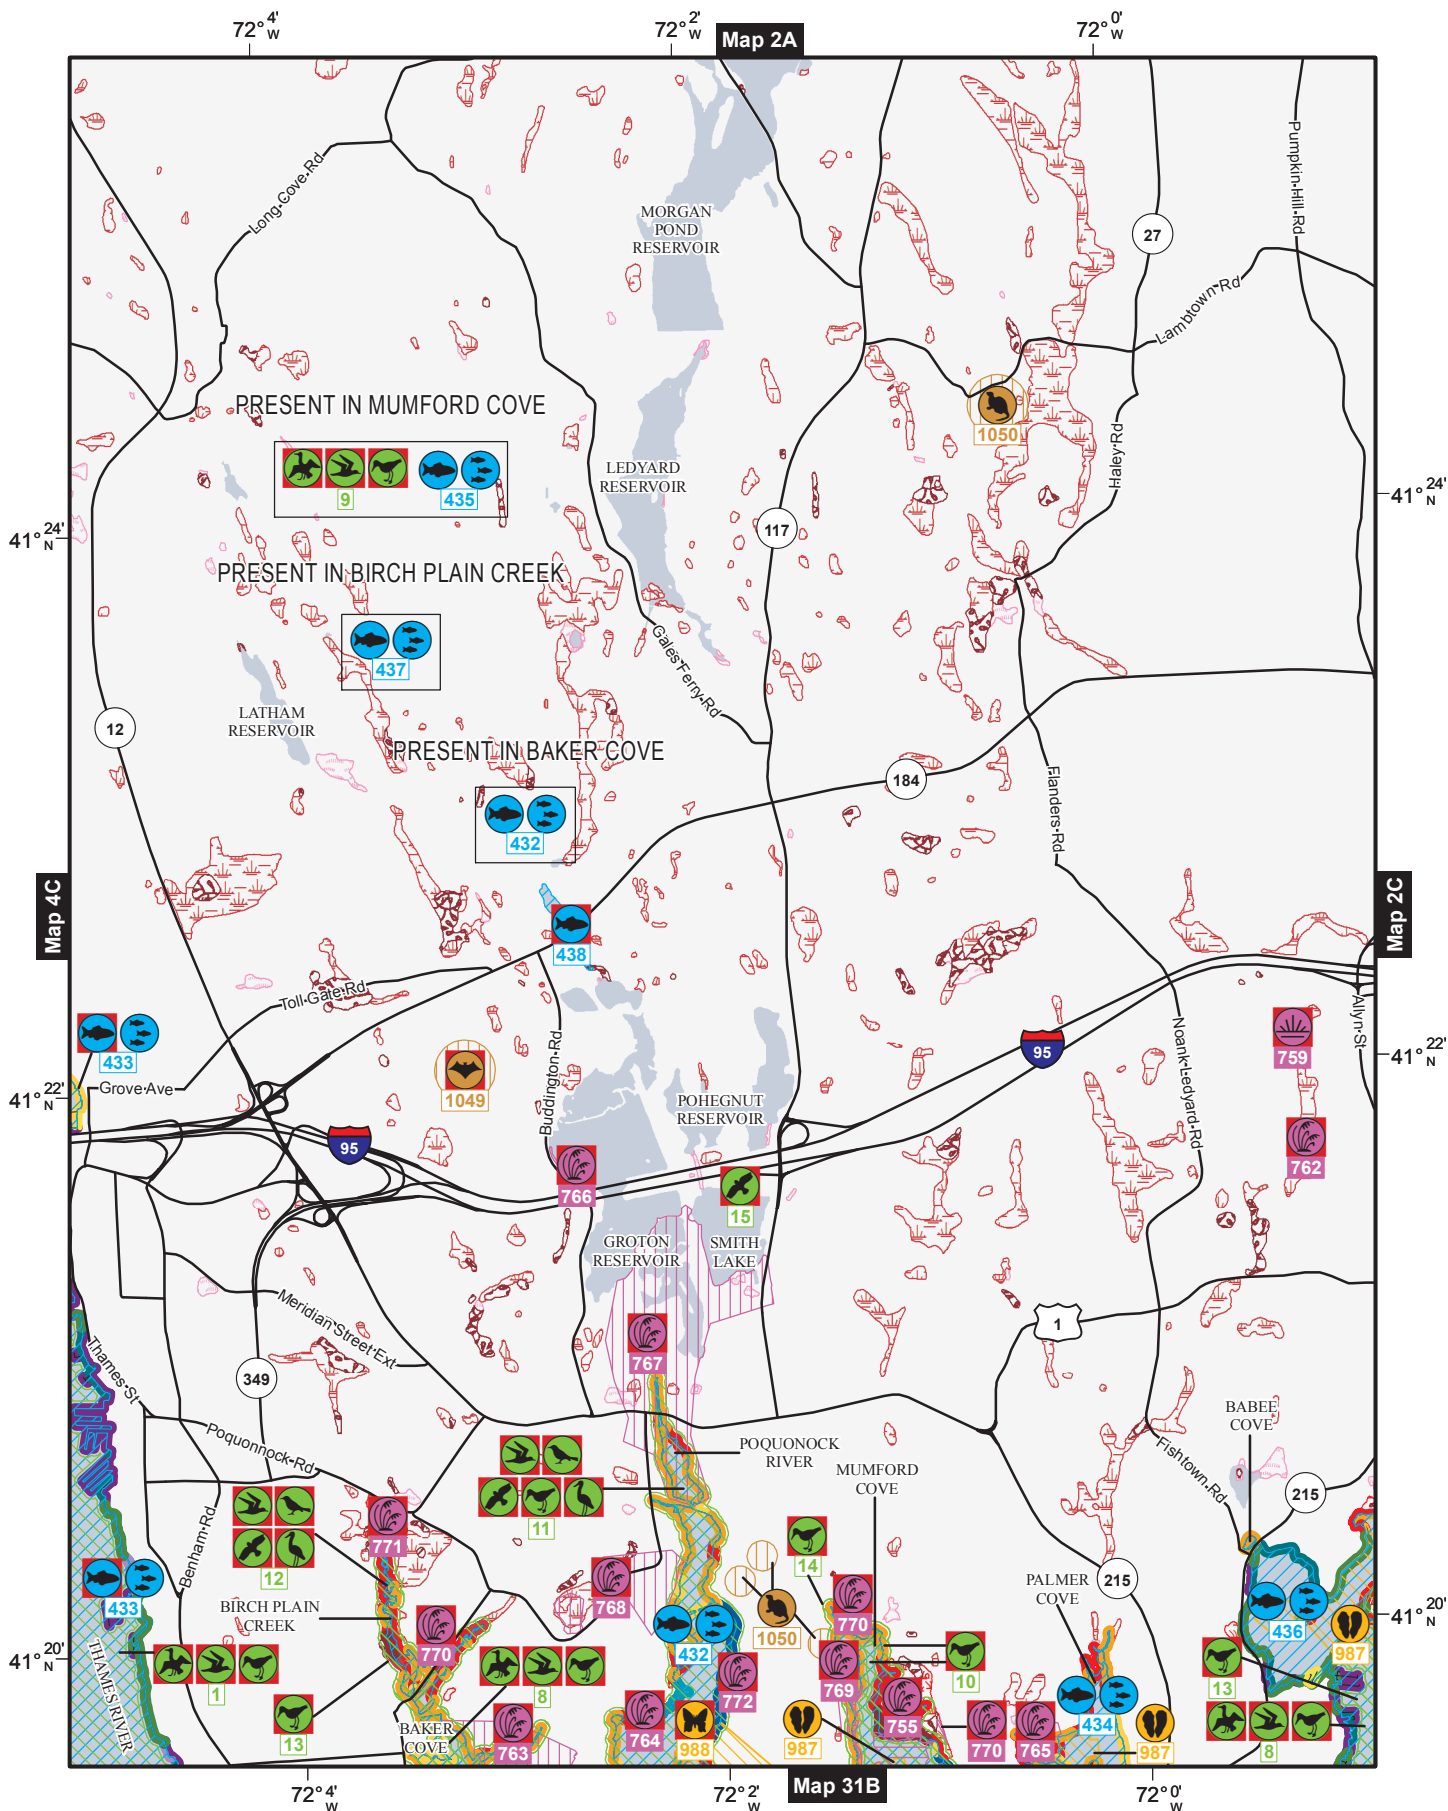 72° 4' W
72° 2' W
72° 0' W
Map 2A
Long Cove Rd
Pumpkin Hill Rd
MORGAN
POND
RESERVOIR
27
Lambtown Rd
PRESENT IN MUMFORD COVE
9
435
1050
Haley Rd
LEDYARD
RESERVOIR
41° 24' N
41° 24' N
117
PRESENT IN BIRCH PLAIN CREEK
437
Gales Ferry Rd
LATHAM
RESERVOIR
12
PRESENT IN BAKER COVE
432
184
Flanders Rd
Map 4C
Map 2C
438
Toll Gate Rd
Allyn St
433
Grove Ave
1049
Buddington Rd
95
Noank Ledyard Rd
759
41° 22' N
41° 22' N
POHEGNUT
RESERVOIR
95
762
766
15
GROTON
RESERVOIR
SMITH
LAKE
Meridian Street Ext
1
767
Thames St
349
BABEE
COVE
Poquonnock Rd
POQUONOCK
RIVER
Fishtown Rd
MUMFORD
COVE
215
11
771
Benham Rd
12
14
433
768
PALMER
COVE
215
BIRCH PLAIN
CREEK
770
432
1050
770
436
41° 20' N
41° 20' N
987
THAMES RIVER
1
8
772
769
10
13
13
BAKER
COVE
763
764
988
987
755
770
765
434
987
8
72° 4' W
72° 2' W
Map 31B
72° 0' W